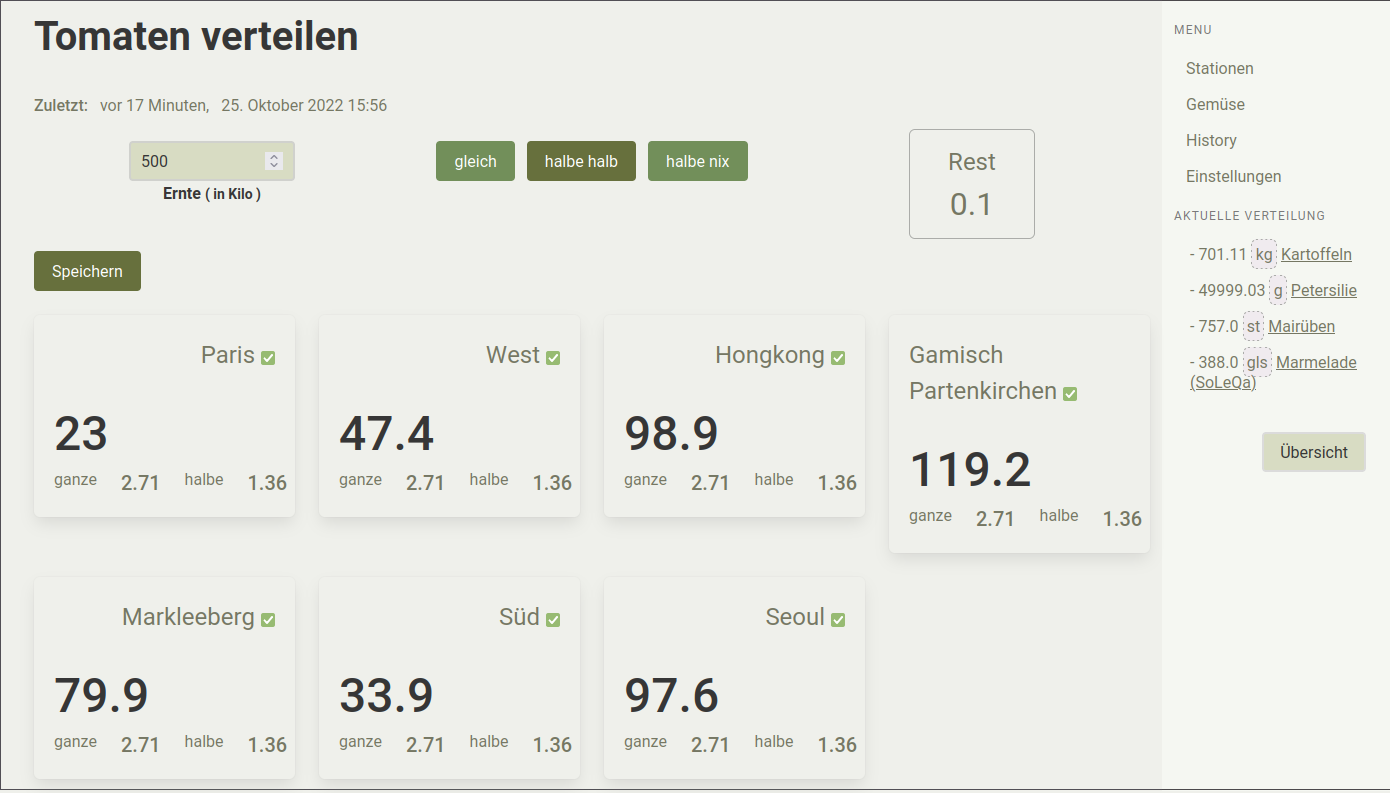 Tomaten verteilen
Zuletzt: vor 17 Minuten, 25. Oktober 2022 15:56
500
Ernte ( in Kilo )
gleich
halbe halb
halbe nix
Rest
0.1
Speichern
Paris
23
ganze 2.71 halbe 1.36
West
47.4
ganze 2.71 halbe 1.36
Hongkong
98.9
ganze 2.71 halbe 1.36
Gamisch
Partenkirchen
119.2
ganze 2.71 halbe 1.36
Markleeberg
79.9
ganze 2.71 halbe 1.36
Süd
33.9
ganze 2.71 halbe 1.36
Seoul
97.6
ganze 2.71 halbe 1.36
MENU
Stationen
Gemüse
History
Einstellungen
AKTUELLE VERTEILUNG
- 701.11 kg Kartoffeln
- 49999.03 g Petersilie
- 757.0 st Mairüben
- 388.0 gls Marmelade
(SoLeQa)
Übersicht